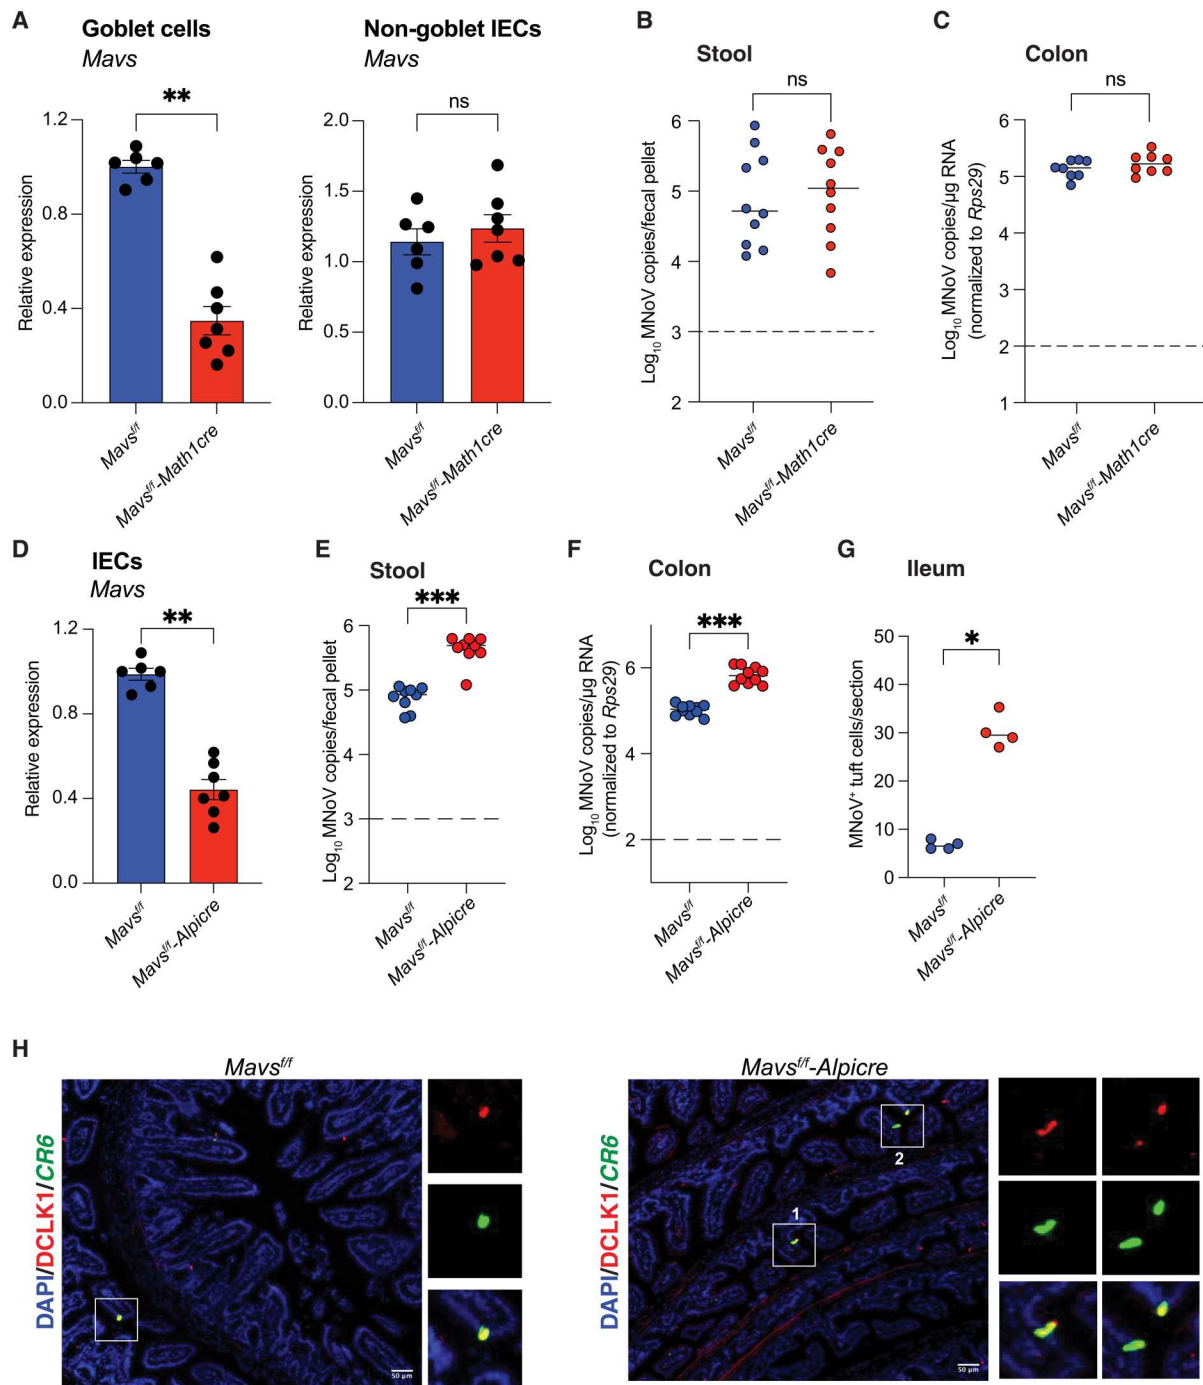 A
Goblet cells
Mavs
**
Relative expression
1.2
0.8
0.4
0.0
Mavsf/f
Mavsf/f-Math1cre
Non-goblet IECs
Mavs
ns
Relative expression
2.0
1.5
1.0
0.5
0.0
Mavsf/f
Mavsf/f-Math1cre
B
Stool
ns
Log10 MNoV copies/fecal pellet
6
5
4
3
2
Mavsf/f
Mavsf/f-Math1cre
C
Colon
ns
Log10 MNoV copies/µg RNA
(normalized to Rps29)
6
5
4
3
2
1
Mavsf/f
Mavsf/f-Math1cre
D
IECs
Mavs
**
Relative expression
1.2
0.8
0.4
0.0
Mavsf/f
Mavsf/f-Alpicre
E
Stool
***
Log10 MNoV copies/fecal pellet
6
5
4
3
2
Mavsf/f
Mavsf/f-Alpicre
F
Colon
***
Log10 MNoV copies/µg RNA
(normalized to Rps29)
6
4
2
Mavsf/f
Mavsf/f-Alpicre
G
Ileum
*
MNoV+ tuft cells/section
50
40
30
20
10
0
Mavsf/f
Mavsf/f-Alpicre
H
DAPI/DCLK1/CR6
Mavsf/f
50 µm
DAPI/DCLK1/CR6
Mavsf/f-Alpicre
2
1
50 µm